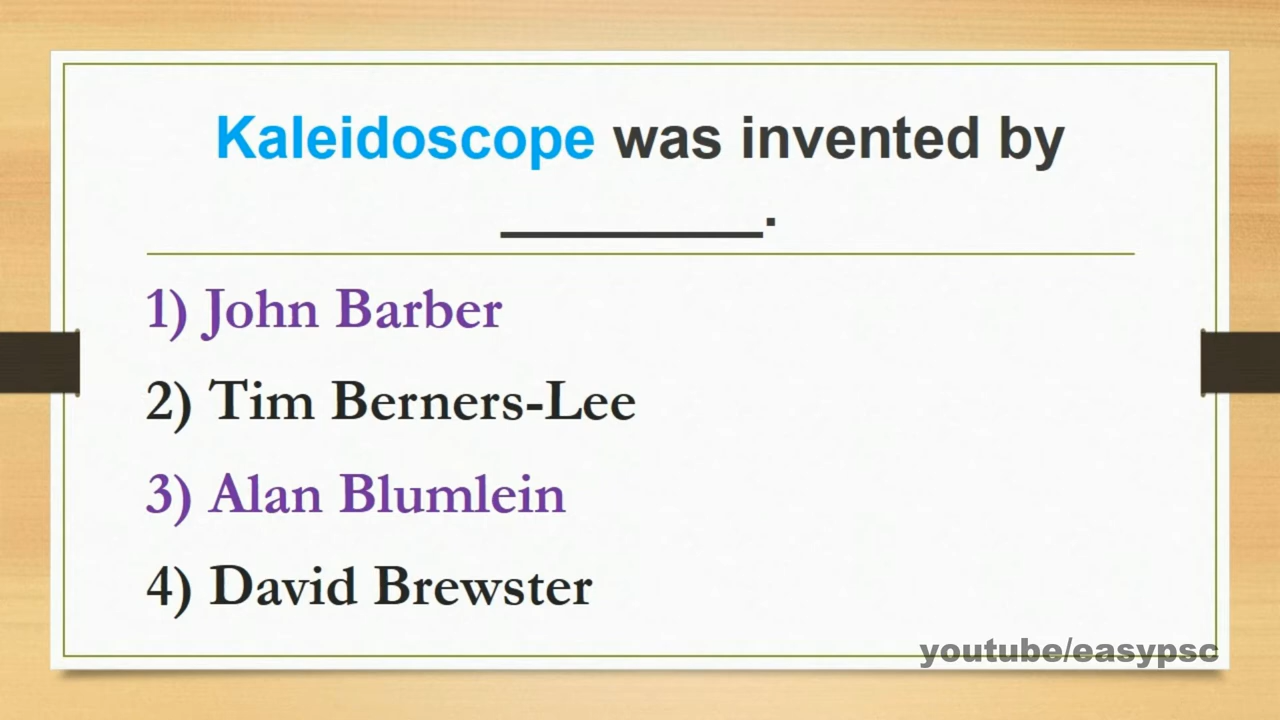 Kaleidoscope was invented by
_________.
1) John Barber
2) Tim Berners-Lee
3) Alan Blumlein
4) David Brewster
youtube/easypsc